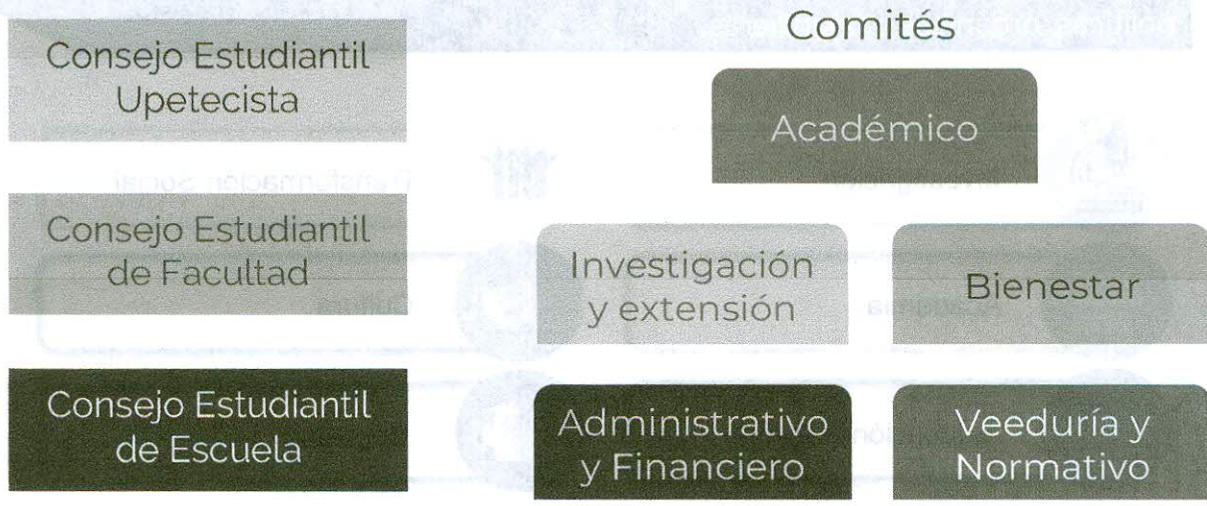 Consejo Estudiantil
Upetecista
Consejo Estudiantil
de Facultad
Consejo Estudiantil
de Escuela
Comités
Académico
Investigación
y extensión
Bienestar
Administrativo
y Financiero
Veeduría y
Normativo